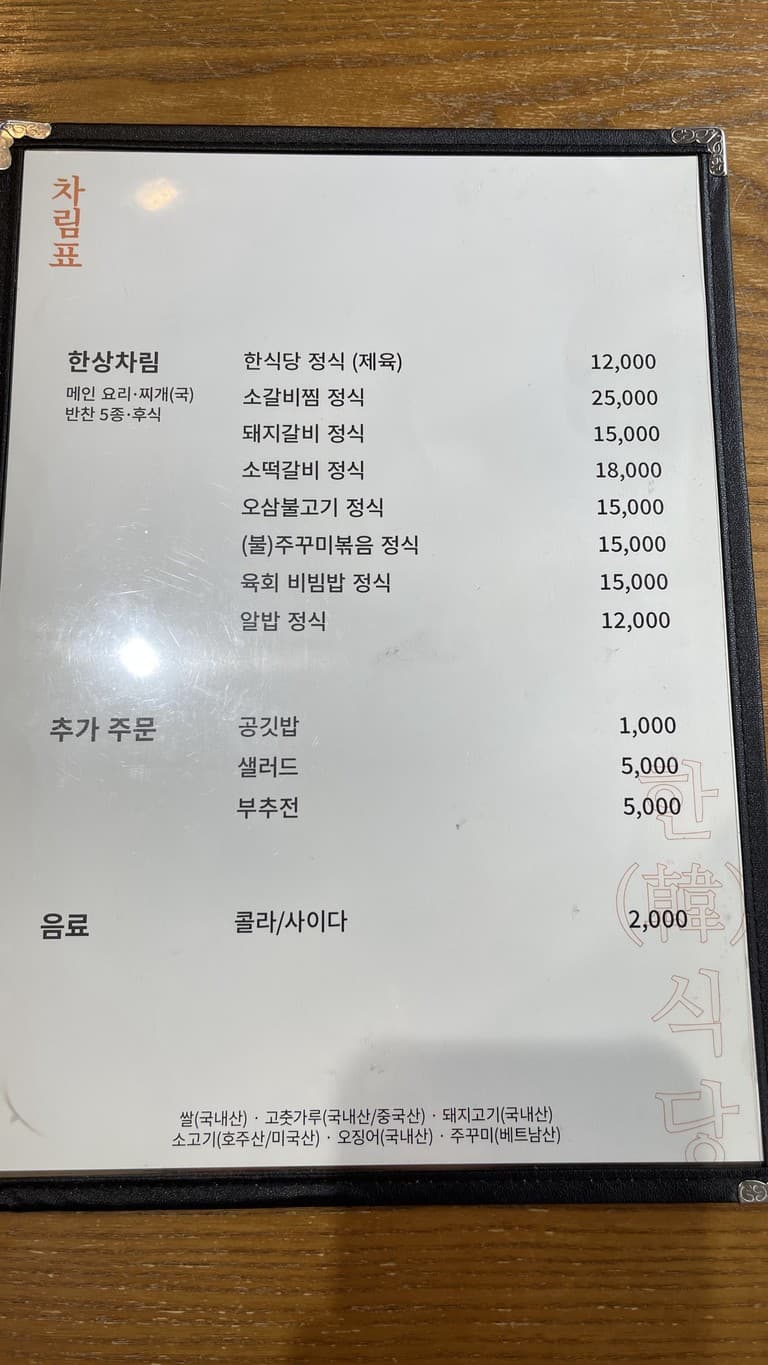 차림표
한상차림
메인 요리·찌개(국)
반찬 5종·후식
한식당 정식 (제육) 12,000
소갈비찜 정식 25,000
돼지갈비 정식 15,000
소떡갈비 정식 18,000
오삼불고기 정식 15,000
(불)주꾸미볶음 정식 15,000
육회 비빔밥 정식 15,000
알밥 정식 12,000
추가 주문
공깃밥 1,000
샐러드 5,000
부추전 5,000
음료
콜라/사이다 2,000
한(韓)식당
쌀(국내산) · 고춧가루(국내산/중국산) · 돼지고기(국내산)
소고기(호주산/미국산) · 오징어(국내산) · 주꾸미(베트남산)